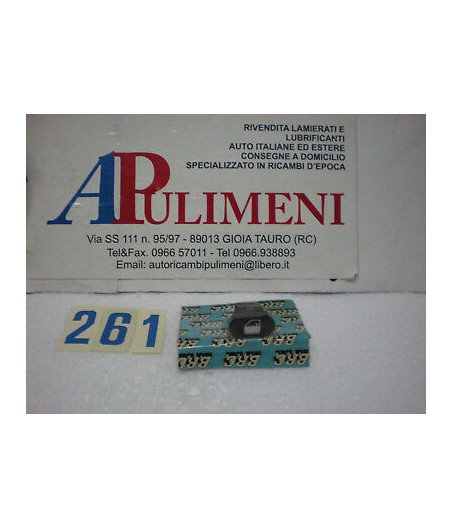 RIVENDITA LAMIERATI E
LUBRIFICANTI
AUTO ITALIANE ED ESTERE
CONSEGNE A DOMICILIO
SPECIALIZZATO IN RICAMBI D'EPOCA
APULIMENI
Via SS 111 n. 95/97 - 89013 GIOIA TAURO (RC)
Tel&Fax. 0966 57011 - Tel 0966.938893
Email: autoricambipulimeni@libero.it
261